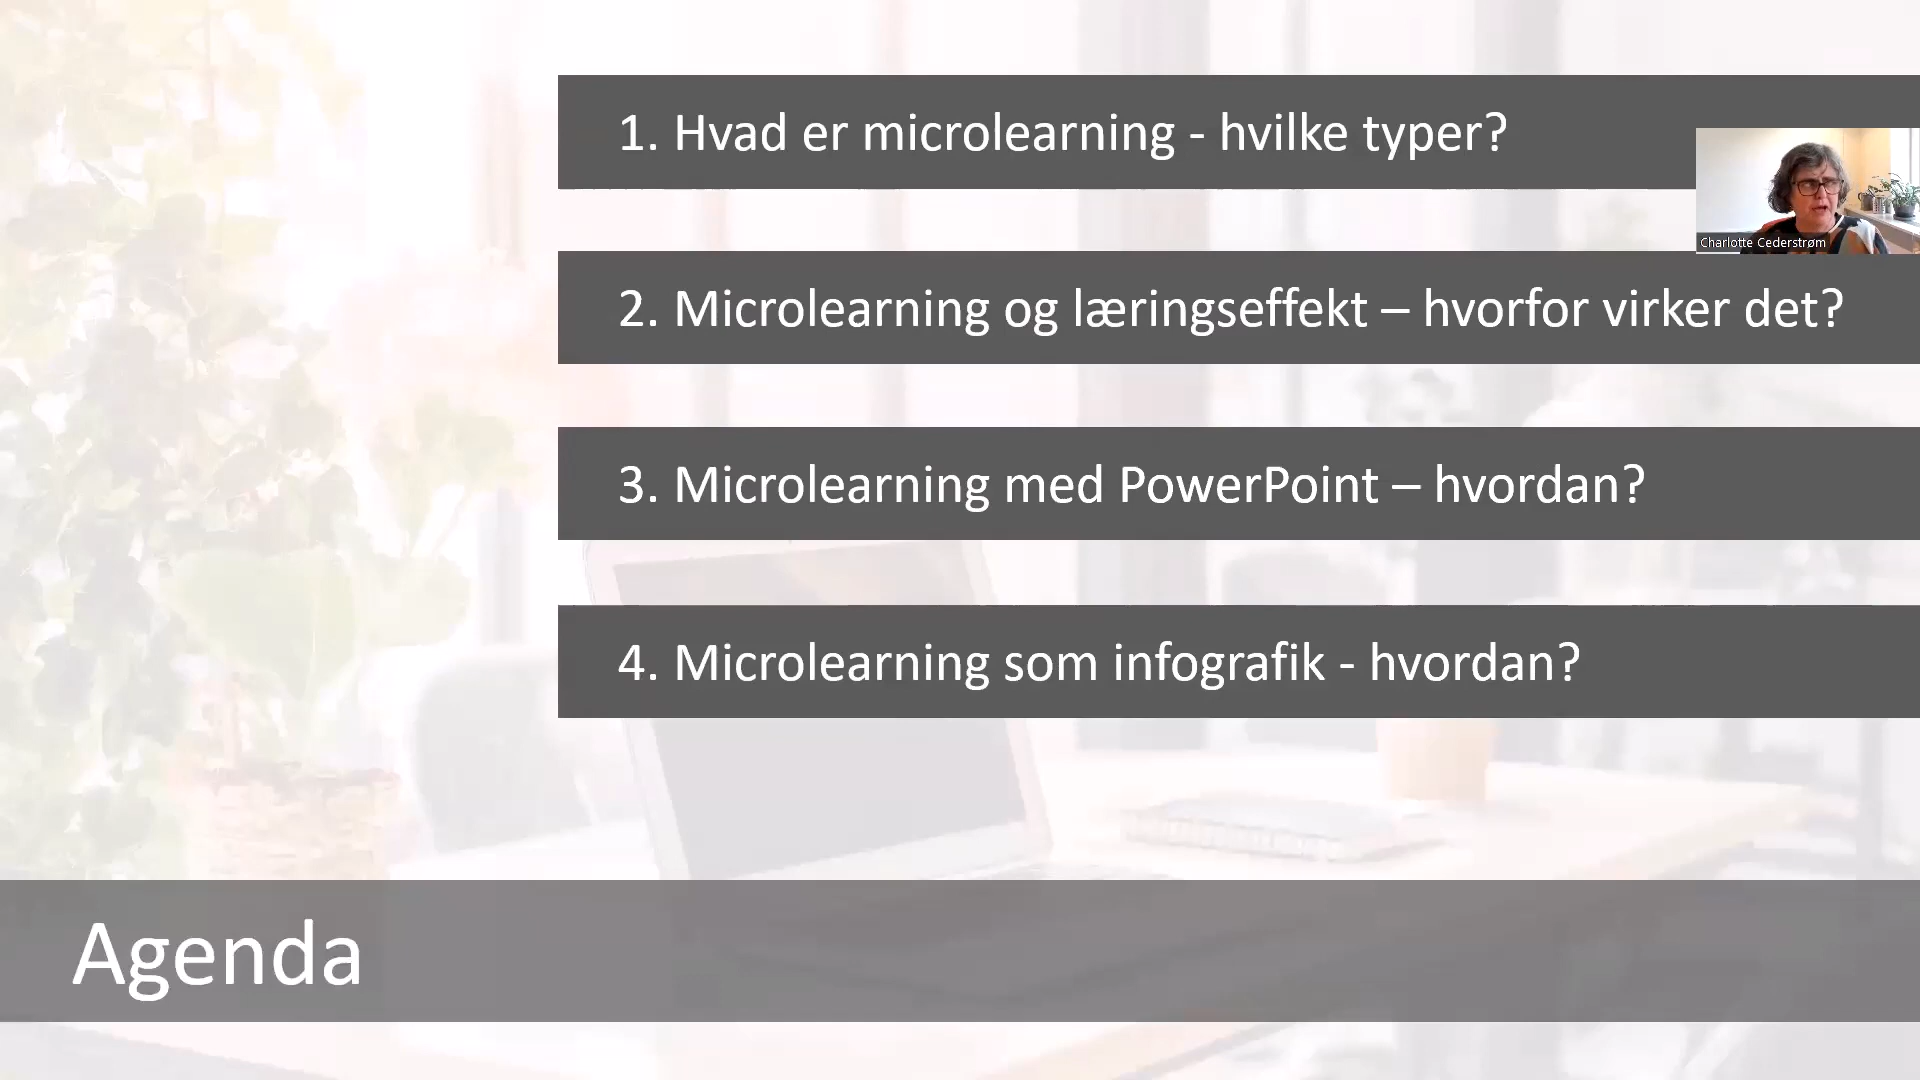 1. Hvad er microlearning - hvilke typer?
Charlotte Cederstrøm
2. Microlearning og læringseffekt – hvorfor virker det?
3. Microlearning med PowerPoint – hvordan?
4. Microlearning som infografik - hvordan?
Agenda